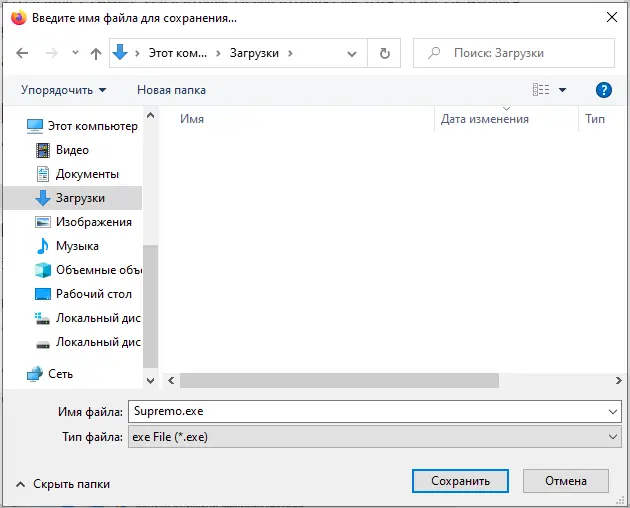 Введите имя файла для сохранения...
Этот ком... Загрузки
Поиск: Загрузки
Упорядочить
Новая папка
?
Имя
Дата изменения
Тип
Этот компьютер
Видео
Документы
Загрузки
Изображения
Музыка
Объемные объ
Рабочий стол
Локальный дис
Локальный дис
Сеть
Имя файла: Supremo.exe
Тип файла: exe File (*.exe)
Скрыть папки
Сохранить
Отмена